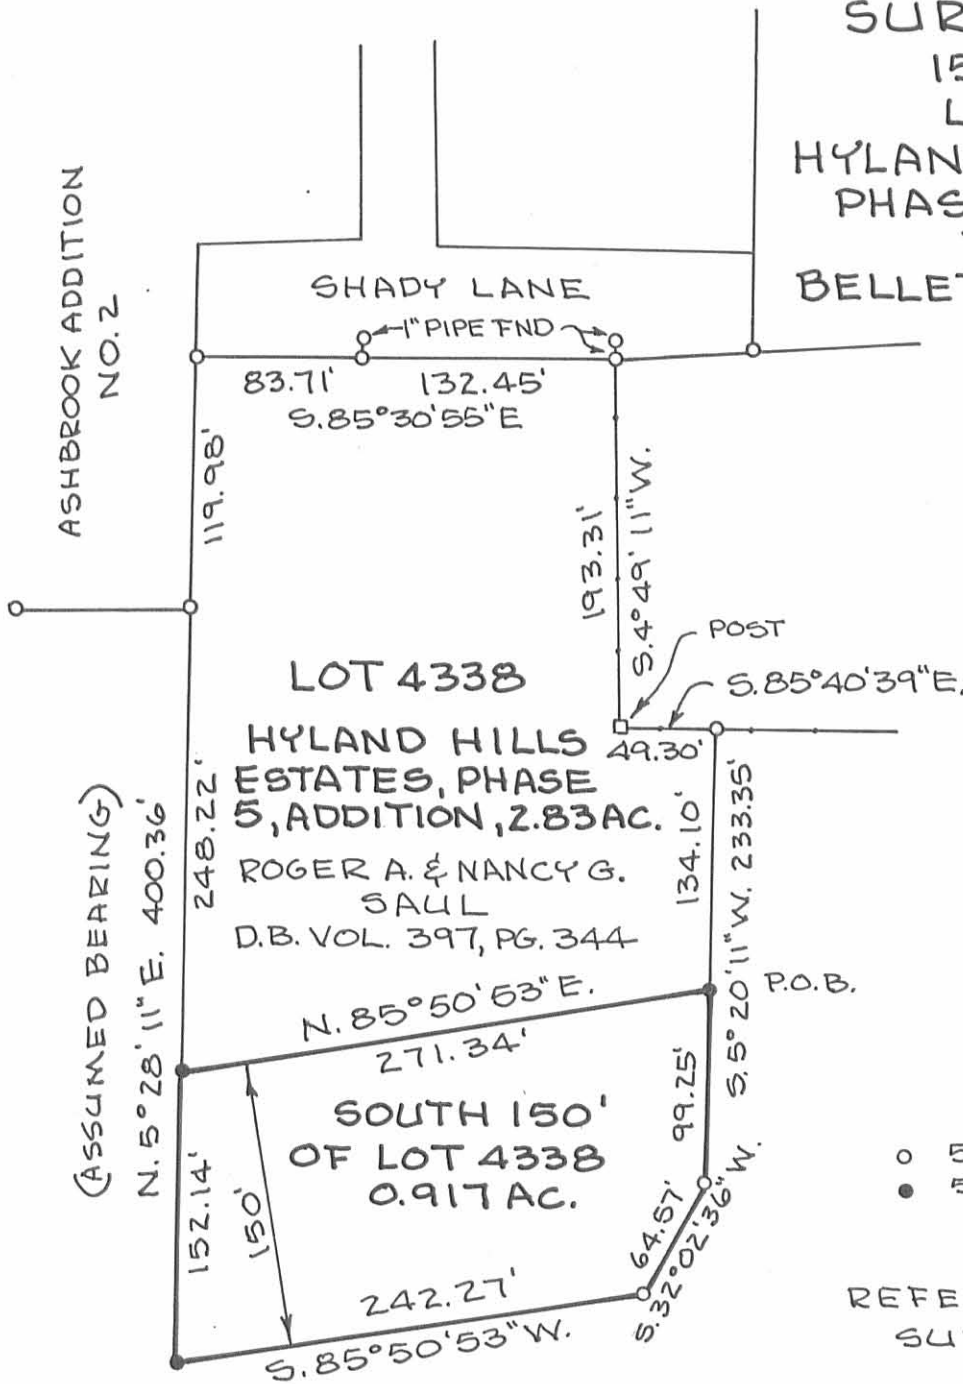 SUR
15
L
HYLAN
PHAS
BELLET
ASHBROOK ADDITION
NO. 2
SHADY LANE
1" PIPE FND
83.71' 132.45'
S.85°30'55"E
119.98'
193.31'
S.4°49'11"W.
POST
S.85°40'39"E.
49.30'
LOT 4338
HYLAND HILLS
ESTATES, PHASE
5, ADDITION, 2.83 AC.
ROGER A. & NANCY G.
SAUL
D.B. VOL. 397, PG. 344
248.22'
(ASSUMED BEARING)
N. 5°28'11"E. 400.36'
134.10'
S.5°20'11"W. 233.35'
P.O.B.
N. 85°50'53"E.
271.34'
SOUTH 150'
OF LOT 4338
0.917 AC.
99.25'
152.14'
150'
64.57'
S.32°02'36"W.
242.27'
S.85°50'53"W.
5
5
REFE
SU